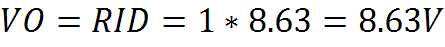 VO = RID = 1 * 8.63 = 8.63V